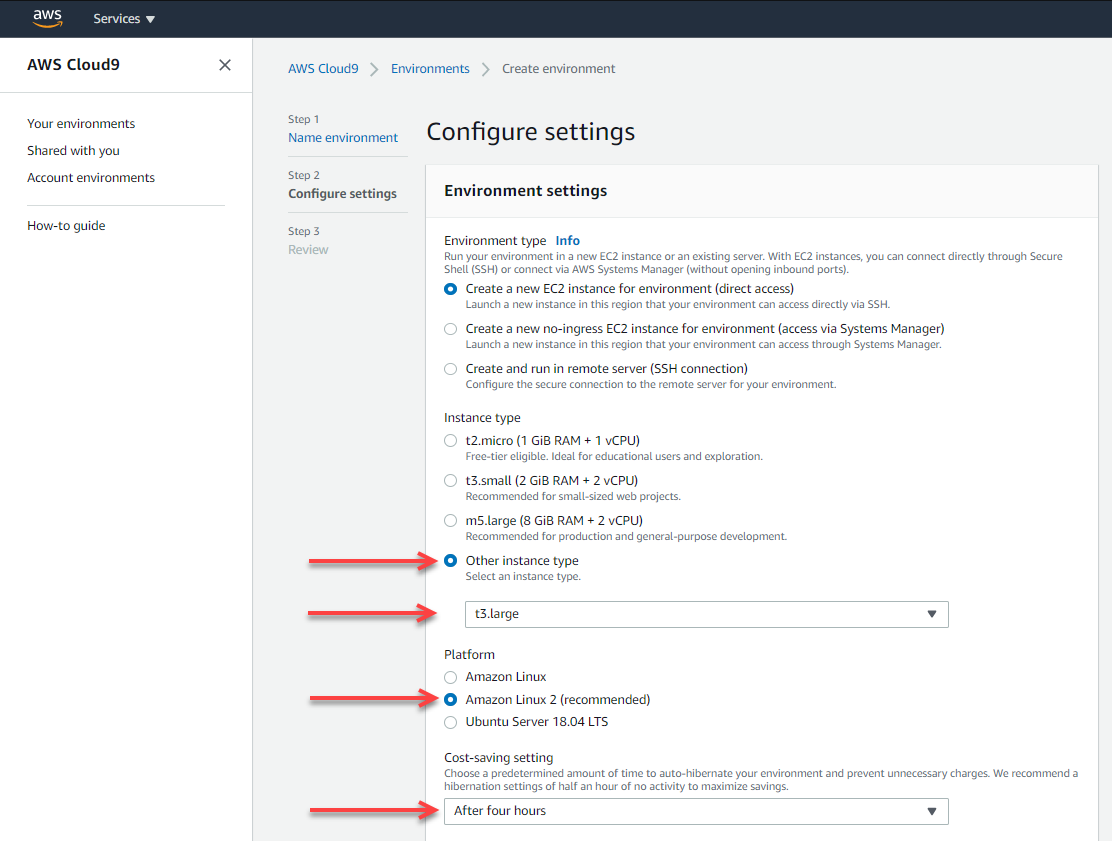 aws Services
AWS Cloud9
Your environments
Shared with you
Account environments
How-to guide
AWS Cloud9 Environments Create environment
Step 1
Name environment
Step 2
Configure settings
Step 3
Review
Configure settings
Environment settings
Environment type Info
Run your environment in a new EC2 instance or an existing server. With EC2 instances, you can connect directly through Secure
Shell (SSH) or connect via AWS Systems Manager (without opening inbound ports).
Create a new EC2 instance for environment (direct access)
Launch a new instance in this region that your environment can access directly via SSH.
Create a new no-ingress EC2 instance for environment (access via Systems Manager)
Launch a new instance in this region that your environment can access through Systems Manager.
Create and run in remote server (SSH connection)
Configure the secure connection to the remote server for your environment.
Instance type
t2.micro (1 GiB RAM + 1 vCPU)
Free-tier eligible. Ideal for educational users and exploration.
t3.small (2 GiB RAM + 2 vCPU)
Recommended for small-sized web projects.
m5.large (8 GiB RAM + 2 vCPU)
Recommended for production and general-purpose development.
Other instance type
Select an instance type.
t3.large
Platform
Amazon Linux
Amazon Linux 2 (recommended)
Ubuntu Server 18.04 LTS
Cost-saving setting
Choose a predetermined amount of time to auto-hibernate your environment and prevent unnecessary charges. We recommend a
hibernation settings of half an hour of no activity to maximize savings.
After four hours